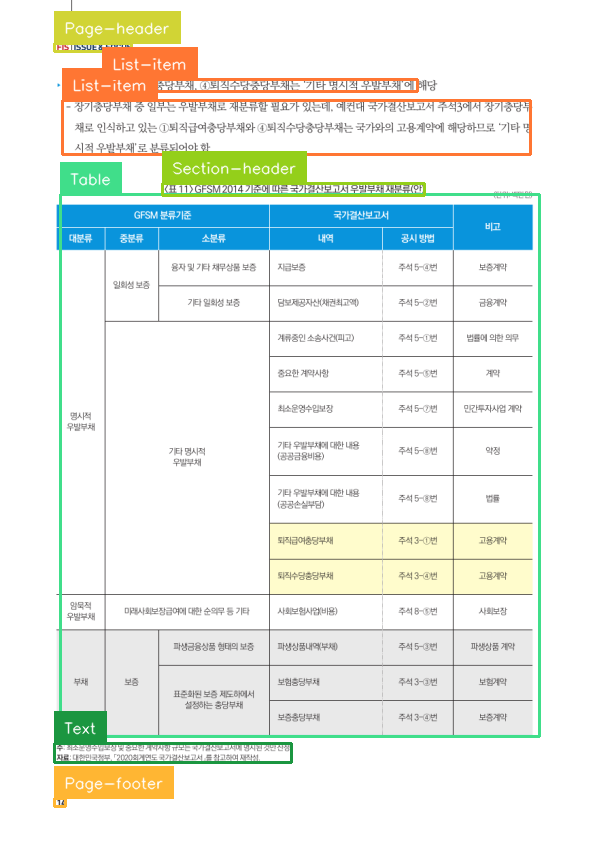 Page-header
FIS ISSUE & FOCUS
List-item
List-item
충당부채, ④퇴직수당충당부채는 '기타 명시적 우발부채'에 해당
- 장기충당부채 중 일부는 우발부채로 재분류할 필요가 있는데, 예컨대 국가결산보고서 주석3에서 장기충당부
채로 인식하고 있는 ①퇴직급여충당부채와 ④퇴직수당충당부채는 국가와의 고용계약에 해당하므로 '기타 명
시적 우발부채'로 분류되어야 함
Section-header
Table
〈표 11〉 GFSM 2014 기준에 따른 국가결산보고서 우발부채 재분류(안)
GFSM 분류기준 국가결산보고서 비고
대분류 중분류 소분류 내역 공시 방법
명시적 우발부채 일회성 보증 융자 및 기타 채무상품 보증 지급보증 주석 5-④번 보증계약
기타 일회성 보증 담보제공자산(채권최고액) 주석 5-②번 금융계약
기타 명시적 우발부채 계류중인 소송사건(피고) 주석 5-①번 법률에 의한 의무
중요한 계약사항 주석 5-⑤번 계약
최소운영수입보장 주석 5-⑦번 민간투자사업 계약
기타 우발부채에 대한 내용
(공공금융비용) 주석 5-⑧번 약정
기타 우발부채에 대한 내용
(공공손실부담) 주석 5-⑧번 법률
퇴직급여충당부채 주석 3-①번 고용계약
퇴직수당충당부채 주석 3-④번 고용계약
암묵적 우발부채 미래사회보장급여에 대한 순의무 등 기타 사회보험사업(비용) 주석 8-⑤번 사회보장
부채 보증 파생금융상품 형태의 보증 파생상품내역(부채) 주석 5-③번 파생상품 계약
표준화된 보증 제도하에서
설정하는 충당부채 보험충당부채 주석 3-③번 보험계약
보증충당부채 주석 3-④번 보증계약
Text
주: 최소운영수입보장 및 중요한 계약사항 규모는 국가결산보고서에 명시된 것만 산정
자료: 대한민국정부, 「2020회계연도 국가결산보고서」를 참고하여 재작성.
Page-footer